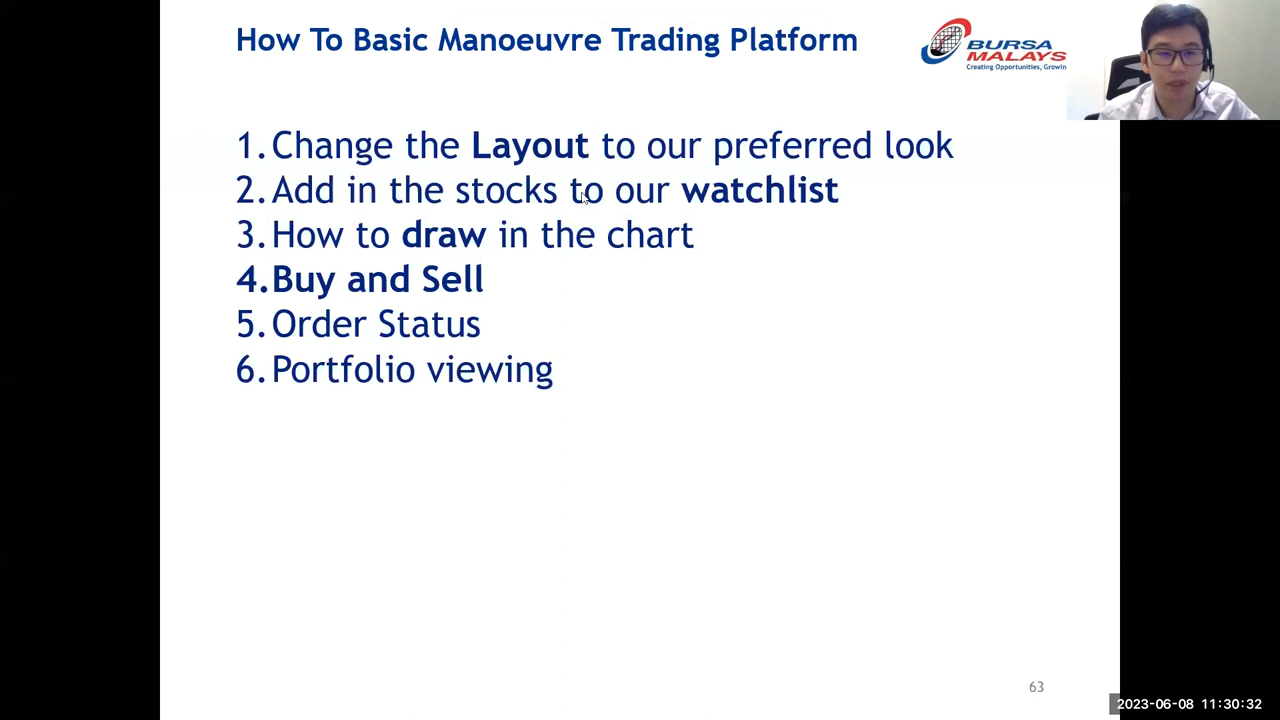 How To Basic Manoeuvre Trading Platform
BURSA
MALAYS
Creating Opportunities, Growin
1. Change the Layout to our preferred look
2. Add in the stocks to our watchlist
3. How to draw in the chart
4. Buy and Sell
5. Order Status
6. Portfolio viewing
63
2023-06-08 11:30:32